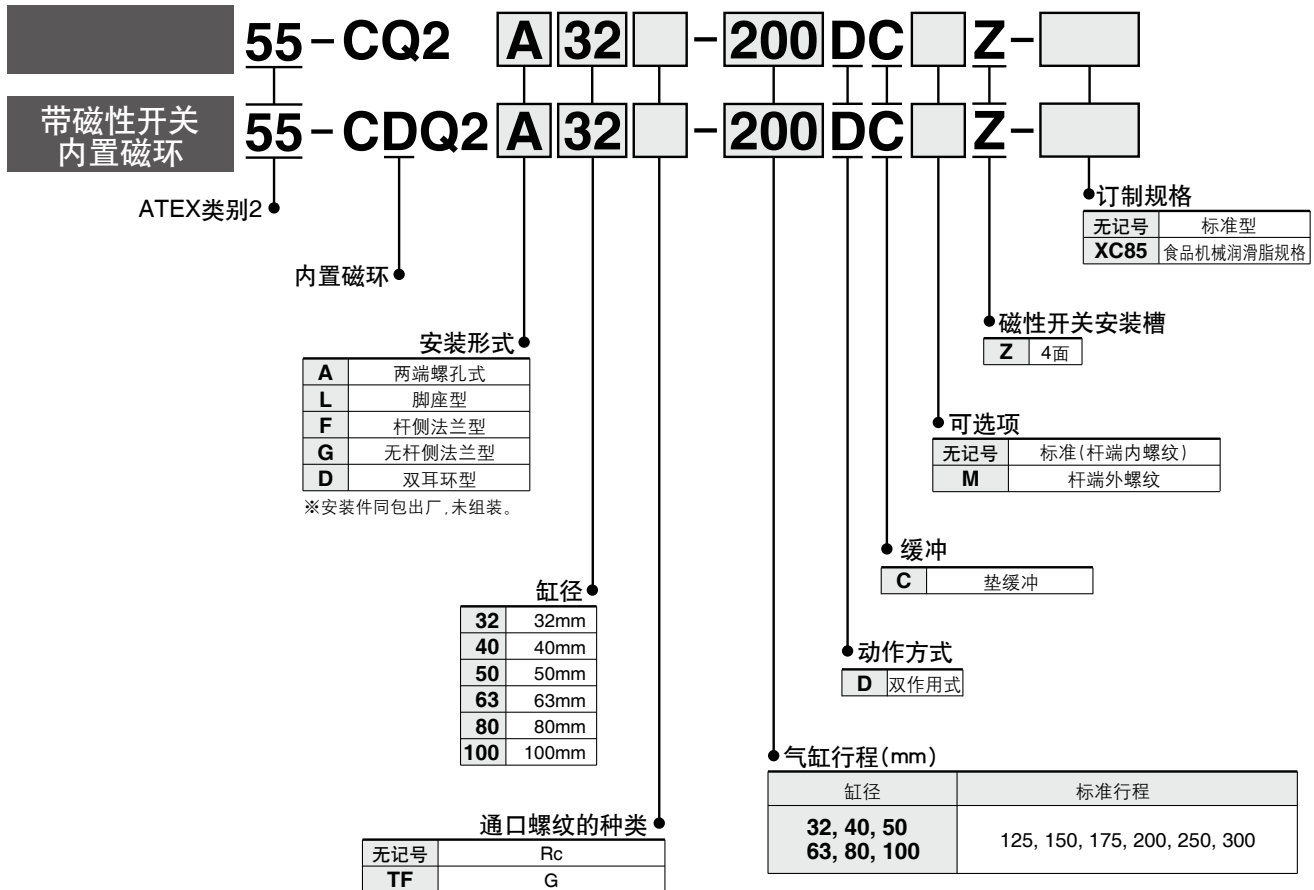 55-CQ2 A 32 -200 D C Z-
带磁性开关
内置磁环
55-CDQ2 A 32 -200 D C Z-
ATEX类别2
内置磁环
安装形式
A 两端螺孔式
L 脚座型
F 杆侧法兰型
G 无杆侧法兰型
D 双耳环型
※安装件同包出厂,未组装。
缸径
32 32mm
40 40mm
50 50mm
63 63mm
80 80mm
100 100mm
通口螺纹的种类
无记号 Rc
TF G
订制规格
无记号 标准型
XC85 食品机械润滑脂规格
磁性开关安装槽
Z 4面
可选项
无记号 标准(杆端内螺纹)
M 杆端外螺纹
缓冲
C 垫缓冲
动作方式
D 双作用式
气缸行程(mm)
缸径 标准行程
32, 40, 50
63, 80, 100
125, 150, 175, 200, 250, 300